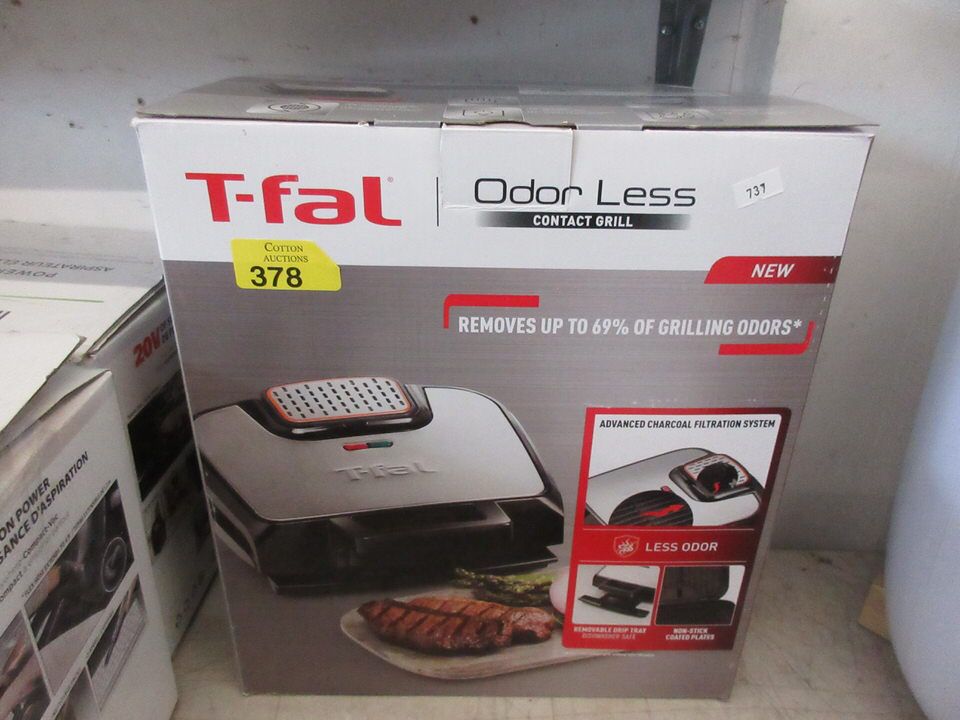 T-fal
Odor Less
CONTACT GRILL
737
COTTON
AUCTIONS
378
NEW
REMOVES UP TO 69% OF GRILLING ODORS*
ADVANCED CHARCOAL FILTRATION SYSTEM
T-fal
LESS ODOR
REMOVABLE DRIP TRAY
DISHWASHER SAFE
NON-STICK
COATED PLATES
ASPIRATEUR
20V
ON POWER
SANCE D'ASPIRATION
Compact-Vac